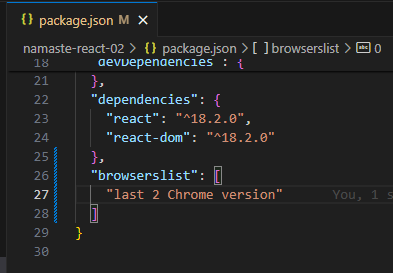 package.json M
namaste-react-02 > {} package.json > [ ] browserslist > abc 0
18 "devDependencies": {
21 },
22 "dependencies": {
23 "react": "^18.2.0",
24 "react-dom": "^18.2.0"
25 },
26 "browserslist": [
27 "last 2 Chrome version" You, 1 s
28 ]
29 }
30